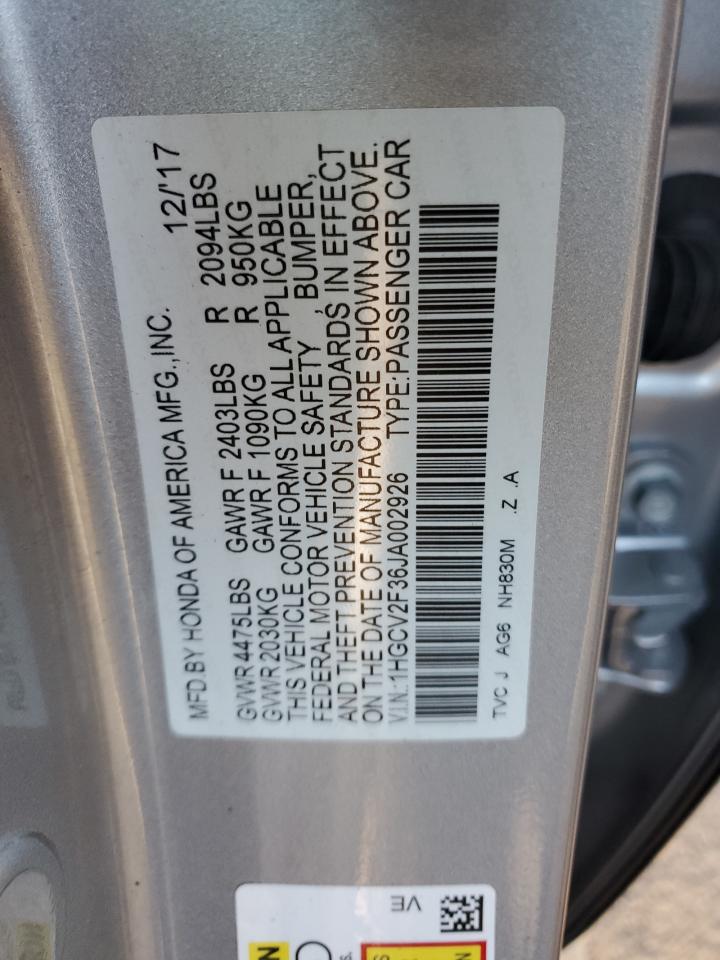 MFD.BY HONDA OF AMERICA MFG.,INC. 12/'17
GVWR 4475LBS GAWR F 2403LBS R 2094LBS
GVWR 2030KG GAWR F 1090KG R 950KG
THIS VEHICLE CONFORMS TO ALL APPLICABLE
FEDERAL MOTOR VEHICLE SAFETY, BUMPER,
AND THEFT PREVENTION STANDARDS, IN EFFECT
ON THE DATE OF MANUFACTURE SHOWN ABOVE.
V.I.N.:1HGCV2F36JA002926 TYPE:PASSENGER CAR
TVC J AG6 NH830M .Z .A
VE